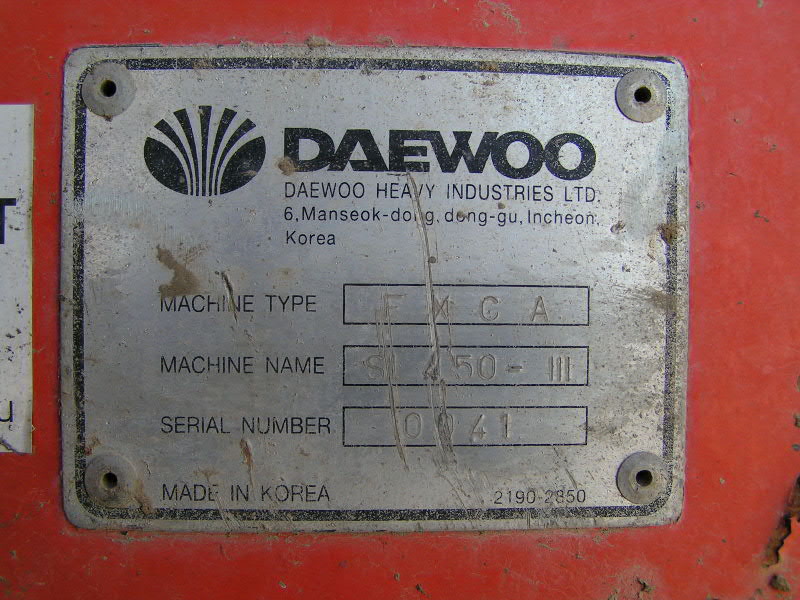 DAEWOO
DAEWOO HEAVY INDUSTRIES LTD.
6, Manseok-dong, dong-gu, Incheon,
Korea
MACHINE TYPE
MACHINE NAME 450-III
SERIAL NUMBER 0041
MADE IN KOREA 2190-2850
T
u